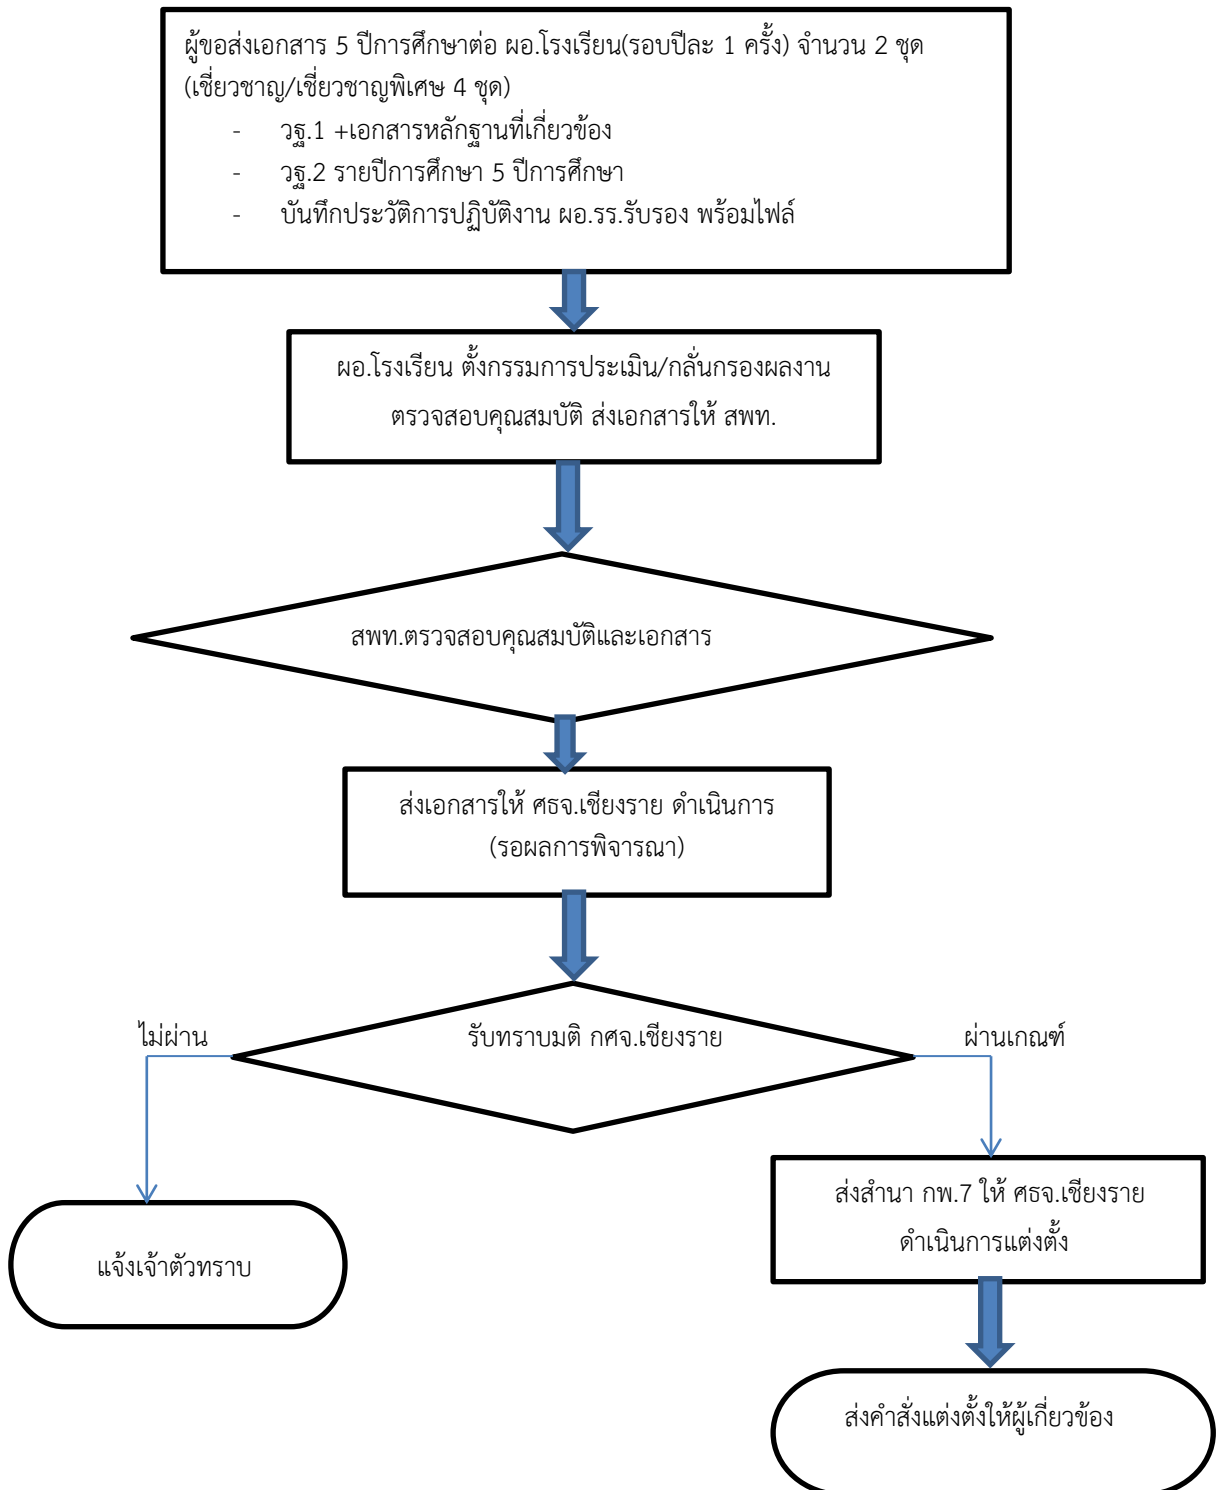 ผู้ขอส่งเอกสาร 5 ปีการศึกษาต่อ ผอ.โรงเรียน(รอบปีละ 1 ครั้ง) จำนวน 2 ชุด
(เชี่ยวชาญ/เชี่ยวชาญพิเศษ 4 ชุด)
- วฐ.1 +เอกสารหลักฐานที่เกี่ยวข้อง
- วฐ.2 รายปีการศึกษา 5 ปีการศึกษา
- บันทึกประวัติการปฏิบัติงาน ผอ.รร.รับรอง พร้อมไฟล์
ผอ.โรงเรียน ตั้งกรรมการประเมิน/กลั่นกรองผลงาน
ตรวจสอบคุณสมบัติ ส่งเอกสารให้ สพท.
สพท.ตรวจสอบคุณสมบัติและเอกสาร
ส่งเอกสารให้ ศธจ.เชียงราย ดำเนินการ
(รอผลการพิจารณา)
ไม่ผ่าน
รับทราบมติ กศจ.เชียงราย
ผ่านเกณฑ์
ส่งสำนา กพ.7 ให้ ศธจ.เชียงราย
ดำเนินการแต่งตั้ง
แจ้งเจ้าตัวทราบ
ส่งคำสั่งแต่งตั้งให้ผู้เกี่ยวข้อง